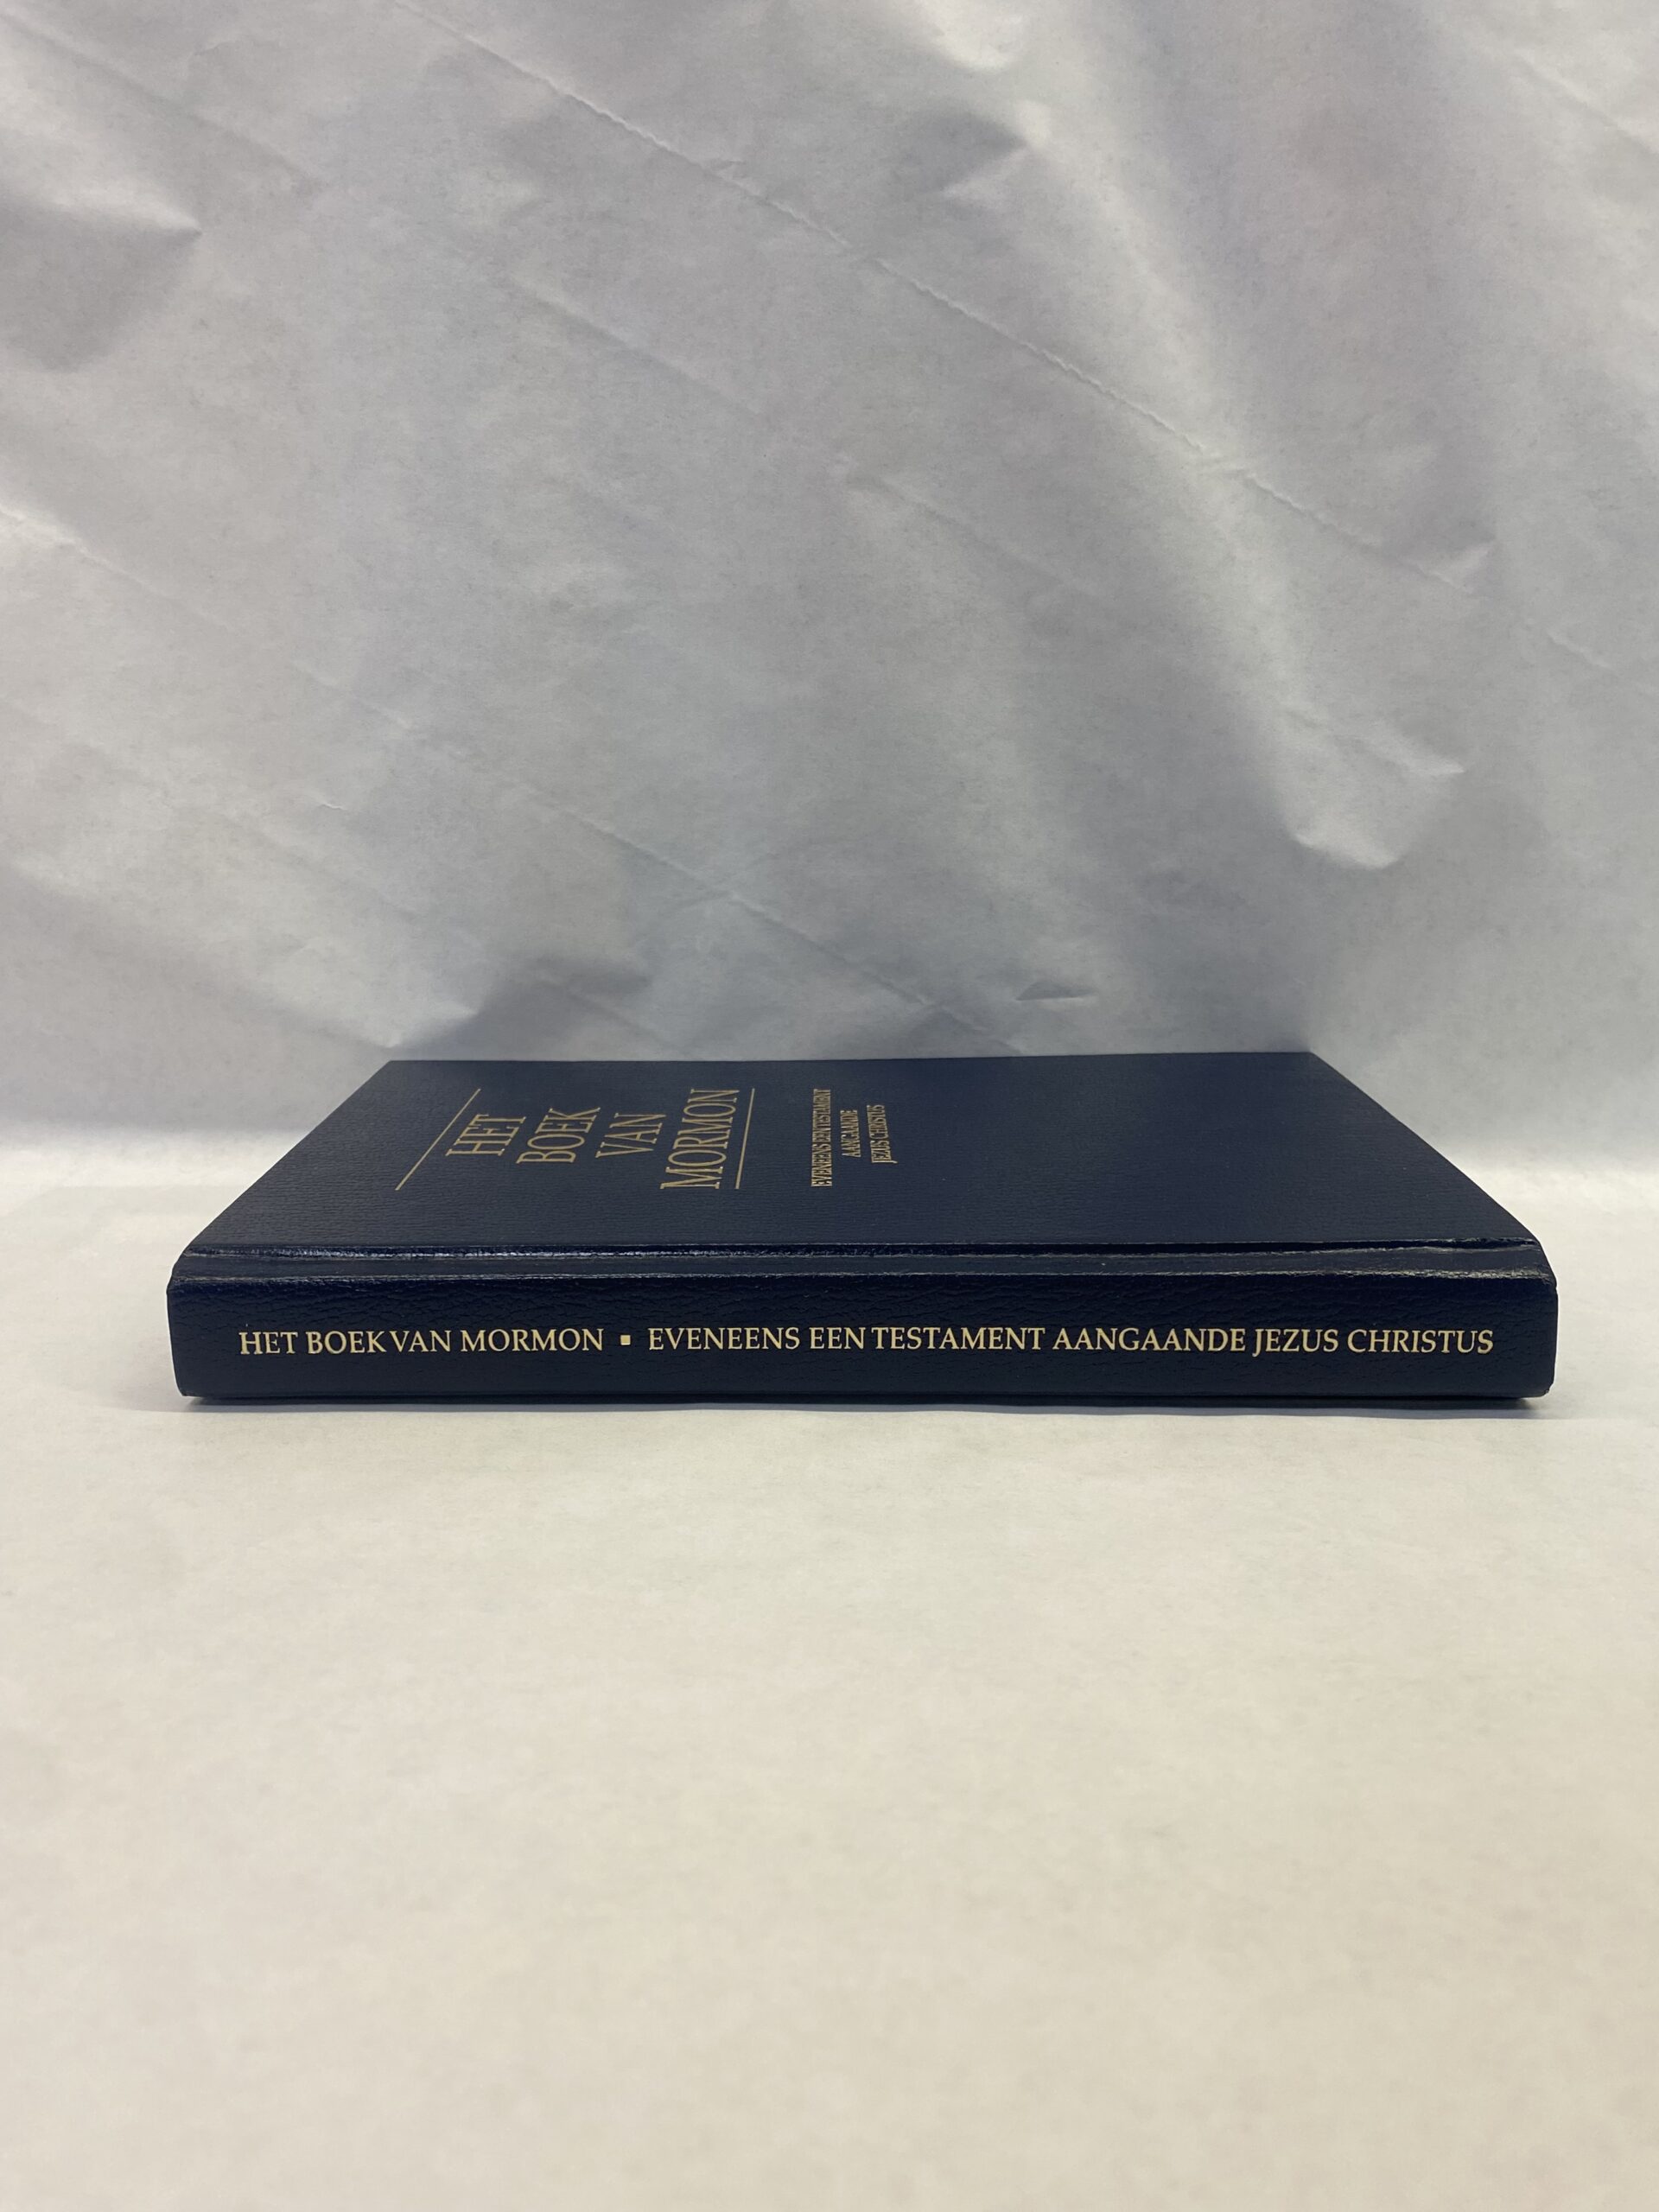 HET
BOEK
VAN
MORMON
EVENEENS EEN TESTAMENT
AANGAANDE
JEZUS CHRISTUS
HET BOEK VAN MORMON ▪ EVENEENS EEN TESTAMENT AANGAANDE JEZUS CHRISTUS